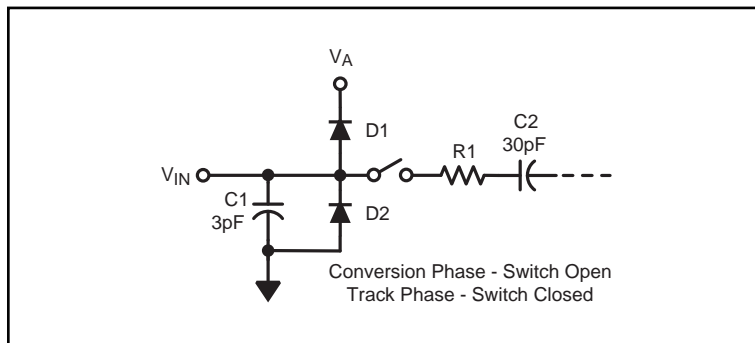 VA
D1
C2
30pF
R1
VIN
C1
3pF
D2
Conversion Phase - Switch Open
Track Phase - Switch Closed